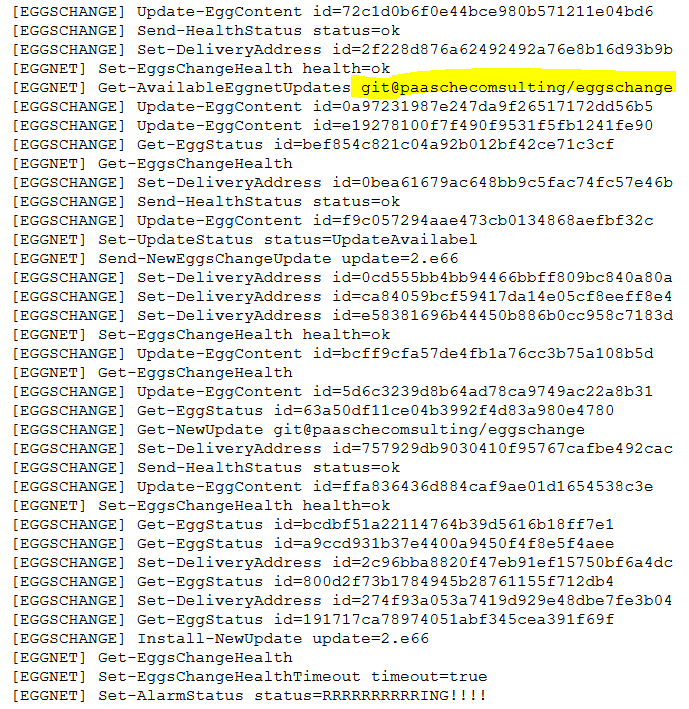 [EGGSCHANGE] Update-EggContent id=72c1d0b6f0e44bce980b571211e04bd6
[EGGSCHANGE] Send-HealthStatus status=ok
[EGGSCHANGE] Set-DeliveryAddress id=2f228d876a62492492a76e8b16d93b9b
[EGGNET] Set-EggsChangeHealth health=ok
[EGGNET] Get-AvailableEggnetUpdates git@paaschecomsulting/eggschange
[EGGSCHANGE] Update-EggContent id=0a97231987e247da9f26517172dd56b5
[EGGSCHANGE] Update-EggContent id=e19278100f7f490f9531f5fb1241fe90
[EGGSCHANGE] Get-EggStatus id=bef854c821c04a92b012bf42ce71c3cf
[EGGNET] Get-EggsChangeHealth
[EGGSCHANGE] Set-DeliveryAddress id=0bea61679ac648bb9c5fac74fc57e46b
[EGGSCHANGE] Send-HealthStatus status=ok
[EGGSCHANGE] Update-EggContent id=f9c057294aae473cb0134868aefbf32c
[EGGNET] Set-UpdateStatus status=UpdateAvailabel
[EGGNET] Send-NewEggsChangeUpdate update=2.e66
[EGGSCHANGE] Set-DeliveryAddress id=0cd555bb4bb94466bbff809bc840a80a
[EGGSCHANGE] Set-DeliveryAddress id=ca84059bcf59417da14e05cf8eeff8e4
[EGGSCHANGE] Set-DeliveryAddress id=e58381696b44450b886b0cc958c7183d
[EGGNET] Set-EggsChangeHealth health=ok
[EGGSCHANGE] Update-EggContent id=bcff9cfa57de4fb1a76cc3b75a108b5d
[EGGNET] Get-EggsChangeHealth
[EGGSCHANGE] Update-EggContent id=5d6c3239d8b64ad78ca9749ac22a8b31
[EGGSCHANGE] Get-EggStatus id=63a50df11ce04b3992f4d83a980e4780
[EGGSCHANGE] Get-NewUpdate git@paaschecomsulting/eggschange
[EGGSCHANGE] Set-DeliveryAddress id=757929db9030410f95767cafbe492cac
[EGGSCHANGE] Send-HealthStatus status=ok
[EGGSCHANGE] Update-EggContent id=ffa836436d884caf9ae01d1654538c3e
[EGGNET] Set-EggsChangeHealth health=ok
[EGGSCHANGE] Get-EggStatus id=bcdbf51a22114764b39d5616b18ff7e1
[EGGSCHANGE] Get-EggStatus id=a9ccd931b37e4400a9450f4f8e5f4aee
[EGGSCHANGE] Set-DeliveryAddress id=2c96bba8820f47eb91ef15750bf6a4dc
[EGGSCHANGE] Get-EggStatus id=800d2f73b1784945b28761155f712db4
[EGGSCHANGE] Set-DeliveryAddress id=274f93a053a7419d929e48dbe7fe3b04
[EGGSCHANGE] Get-EggStatus id=191717ca78974051abf345cea391f69f
[EGGSCHANGE] Install-NewUpdate update=2.e66
[EGGNET] Get-EggsChangeHealth
[EGGNET] Set-EggsChangeHealthTimeout timeout=true
[EGGNET] Set-AlarmStatus status=RRRRRRRRRRING!!!!